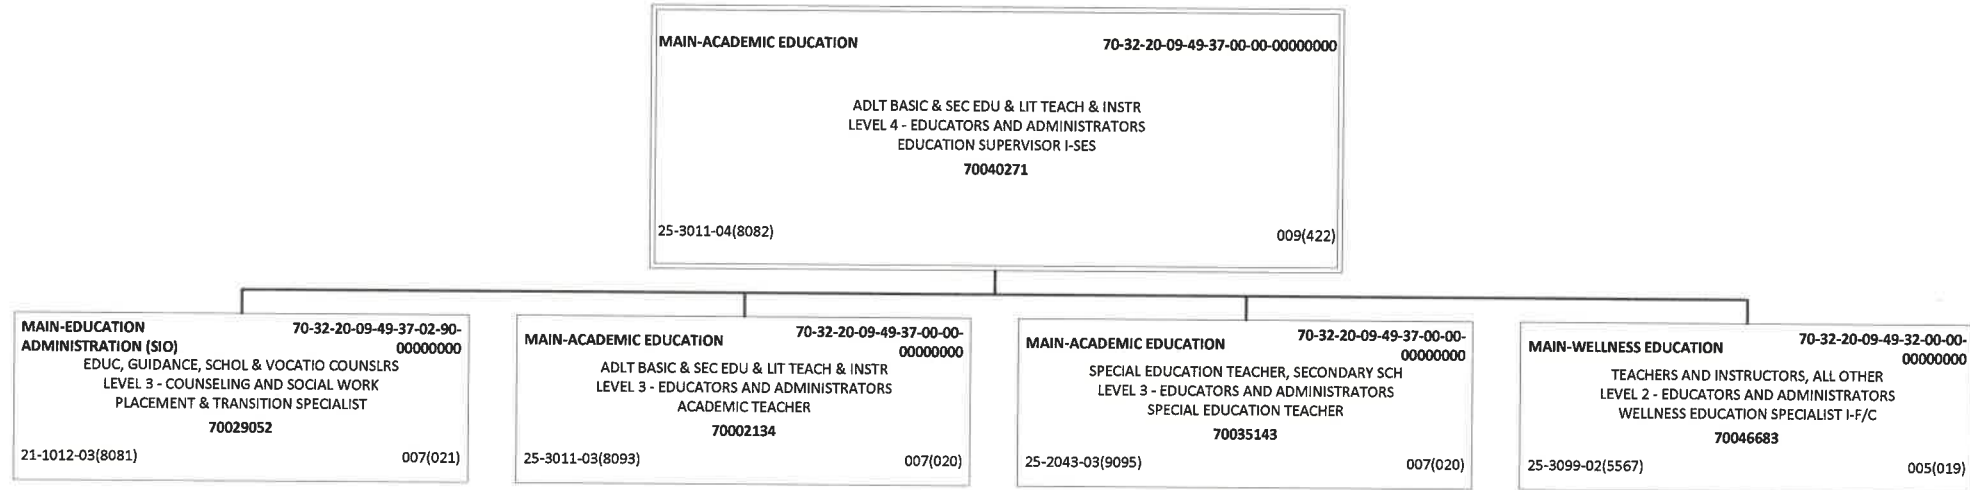 MAIN-ACADEMIC EDUCATION 70-32-20-09-49-37-00-00-00000000
ADLT BASIC & SEC EDU & LIT TEACH & INSTR
LEVEL 4 - EDUCATORS AND ADMINISTRATORS
EDUCATION SUPERVISOR I-SES
70040271
25-3011-04(8082) 009(422)
MAIN-EDUCATION 70-32-20-09-49-37-02-90-
ADMINISTRATION (SIO) 00000000
EDUC, GUIDANCE, SCHOL & VOCATIO COUNSLRS
LEVEL 3 - COUNSELING AND SOCIAL WORK
PLACEMENT & TRANSITION SPECIALIST
70029052
21-1012-03(8081) 007(021)
MAIN-ACADEMIC EDUCATION 70-32-20-09-49-37-00-00-
00000000
ADLT BASIC & SEC EDU & LIT TEACH & INSTR
LEVEL 3 - EDUCATORS AND ADMINISTRATORS
ACADEMIC TEACHER
70002134
25-3011-03(8093) 007(020)
MAIN-ACADEMIC EDUCATION 70-32-20-09-49-37-00-00-
00000000
SPECIAL EDUCATION TEACHER, SECONDARY SCH
LEVEL 3 - EDUCATORS AND ADMINISTRATORS
SPECIAL EDUCATION TEACHER
70035143
25-2043-03(9095) 007(020)
MAIN-WELLNESS EDUCATION 70-32-20-09-49-32-00-00-
00000000
TEACHERS AND INSTRUCTORS, ALL OTHER
LEVEL 2 - EDUCATORS AND ADMINISTRATORS
WELLNESS EDUCATION SPECIALIST I-F/C
70046683
25-3099-02(5567) 005(019)